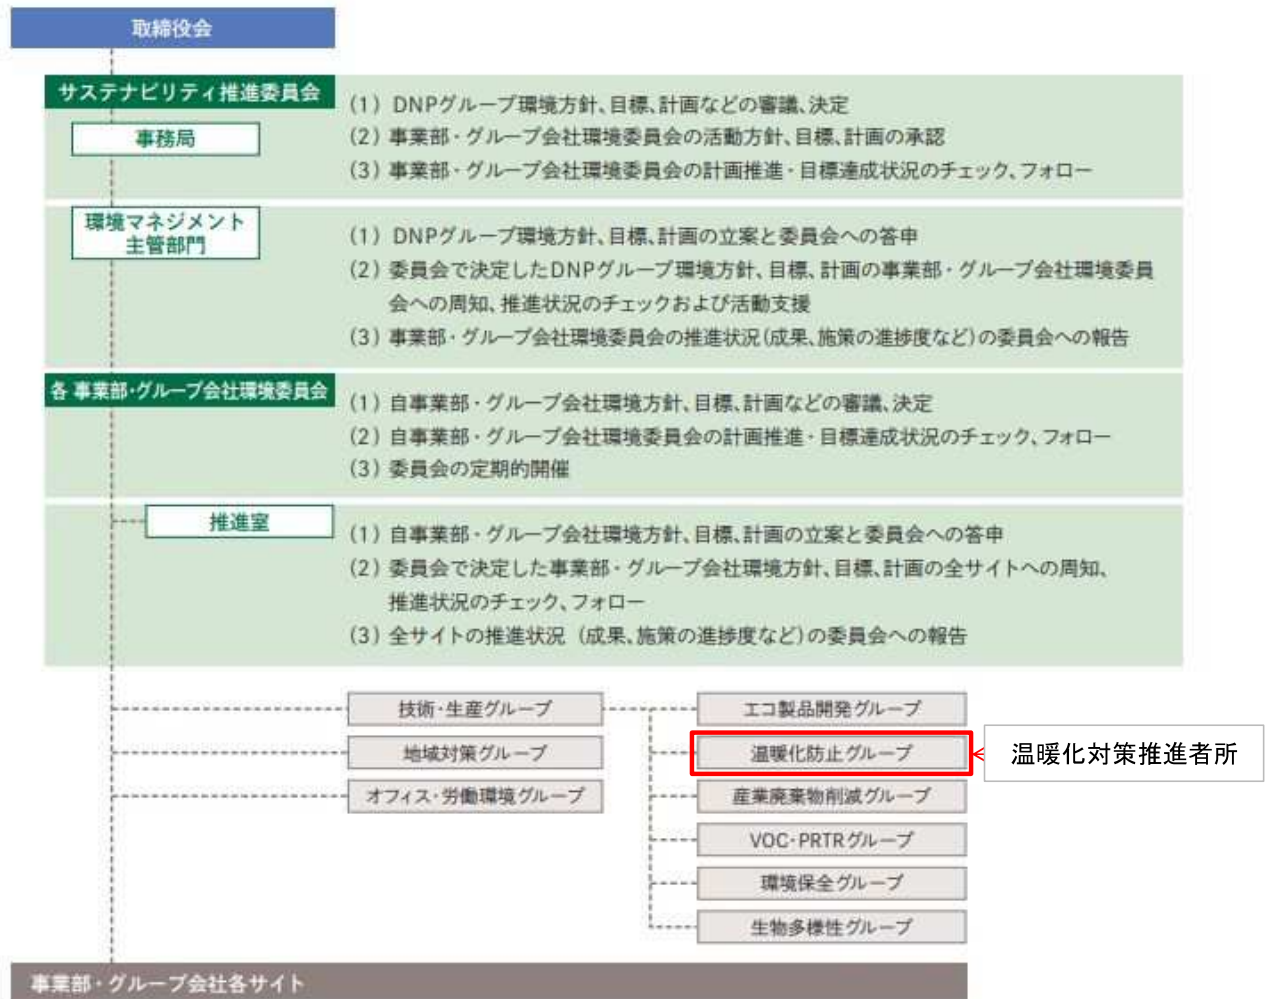 取締役会
サステナビリティ推進委員会
事務局
(1) DNPグループ環境方針、目標、計画などの審議、決定
(2) 事業部・グループ会社環境委員会の活動方針、目標、計画の承認
(3) 事業部・グループ会社環境委員会の計画推進・目標達成状況のチェック、フォロー
環境マネジメント
主管部門
(1) DNPグループ環境方針、目標、計画の立案と委員会への答申
(2) 委員会で決定したDNPグループ環境方針、目標、計画の事業部・グループ会社環境委員
会への周知、推進状況のチェックおよび活動支援
(3) 事業部・グループ会社環境委員会の推進状況(成果、施策の進捗度など)の委員会への報告
各 事業部・グループ会社環境委員会
(1) 自事業部・グループ会社環境方針、目標、計画などの審議、決定
(2) 自事業部・グループ会社環境委員会の計画推進・目標達成状況のチェック、フォロー
(3) 委員会の定期的開催
推進室
(1) 自事業部・グループ会社環境方針、目標、計画の立案と委員会への答申
(2) 委員会で決定した事業部・グループ会社環境方針、目標、計画の全サイトへの周知、
推進状況のチェック、フォロー
(3) 全サイトの推進状況 (成果、施策の進捗度など)の委員会への報告
技術・生産グループ
エコ製品開発グループ
地域対策グループ
温暖化防止グループ
温暖化対策推進者所
オフィス・労働環境グループ
産業廃棄物削減グループ
VOC・PRTRグループ
環境保全グループ
生物多様性グループ
事業部・グループ会社各サイト